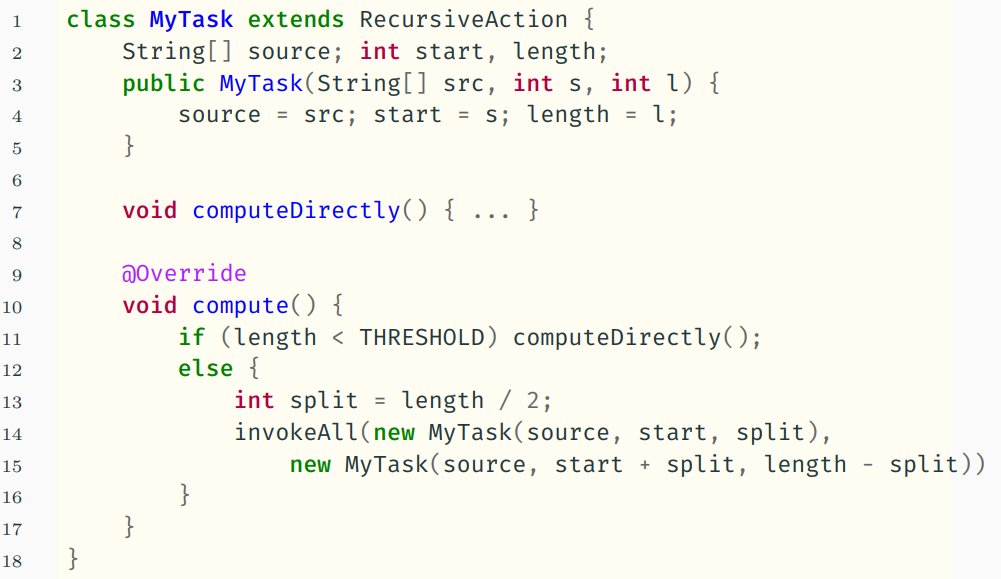 1 class MyTask extends RecursiveAction {
2     String[] source; int start, length;
3     public MyTask(String[] src, int s, int l) {
4         source = src; start = s; length = l;
5     }
6
7     void computeDirectly() { ... }
8
9     @Override
10     void compute() {
11         if (length < THRESHOLD) computeDirectly();
12         else {
13             int split = length / 2;
14             invokeAll(new MyTask(source, start, split),
15                 new MyTask(source, start + split, length - split))
16         }
17     }
18 }